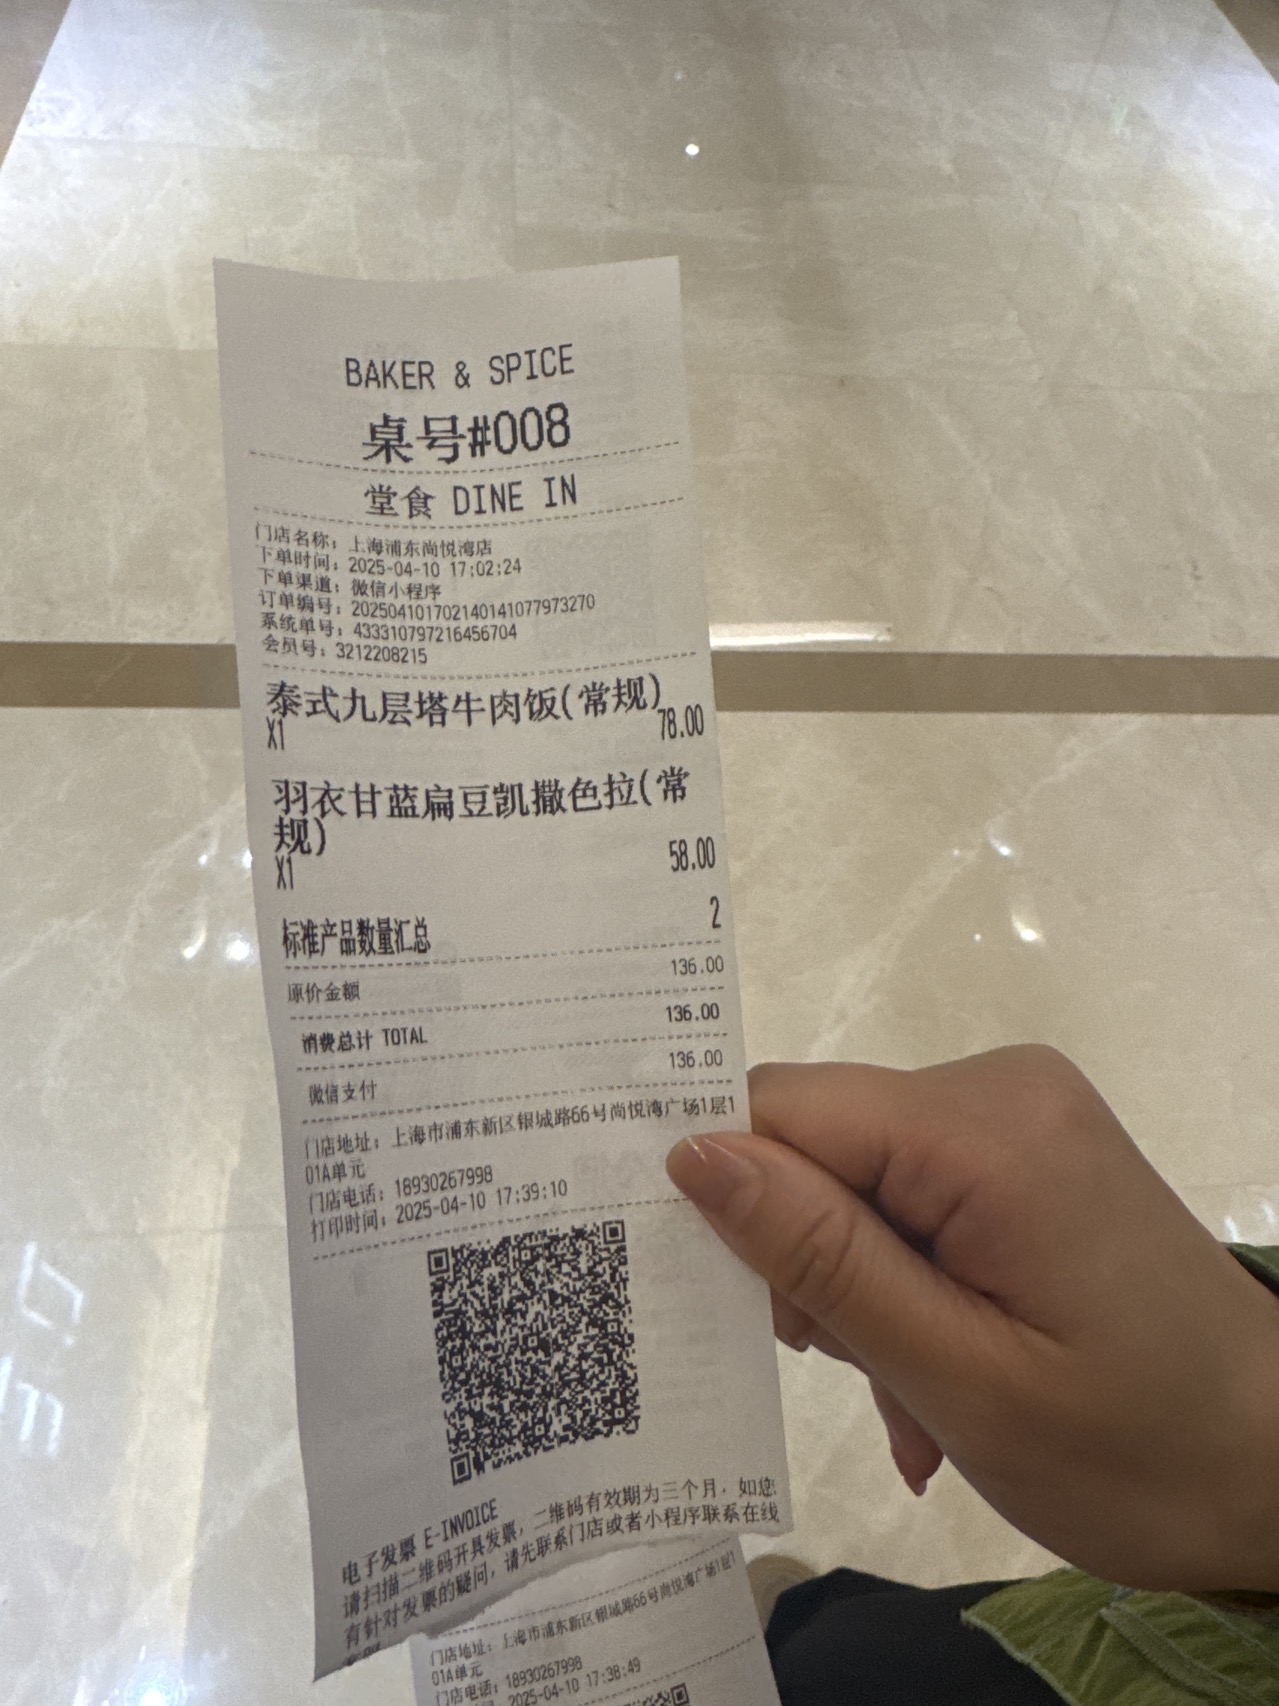 BAKER & SPICE
桌号#008
堂食 DINE IN
门店名称: 上海浦东尚悦湾店
下单时间: 2025-04-10 17:02:24
下单渠道: 微信小程序
订单编号: 2025041017021401410779732​70
系统单号: 433310797216456704
会员号: 3212208215
泰式九层塔牛肉饭(常规)
X1 78.00
羽衣甘蓝扁豆凯撒色拉(常
规)
X1 58.00
标准产品数量汇总 2
原价金额 136.00
消费总计 TOTAL 136.00
微信支付 136.00
门店地址: 上海市浦东新区银城路66号尚悦湾广场1层1
01A单元
门店电话: 18930267998
打印时间: 2025-04-10 17:39:10
电子发票 E-INVOICE
请扫描二维码开具发票, 二维码有效期为三个月, 如您
有针对发票的疑问, 请先联系门店或者小程序联系在线
门店地址: 上海市浦东新区银城路66号尚悦湾广场1层1
01A单元
门店电话: 18930267998
时间: 2025-04-10 17:38:49